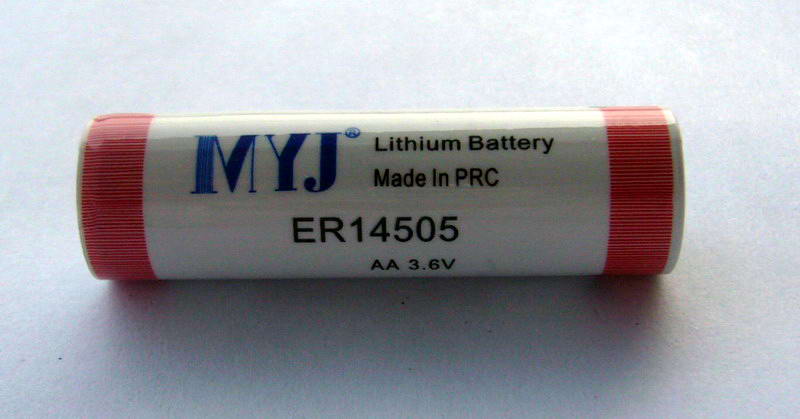 MYJ® Lithium Battery
Made In PRC
ER14505
AA 3.6V